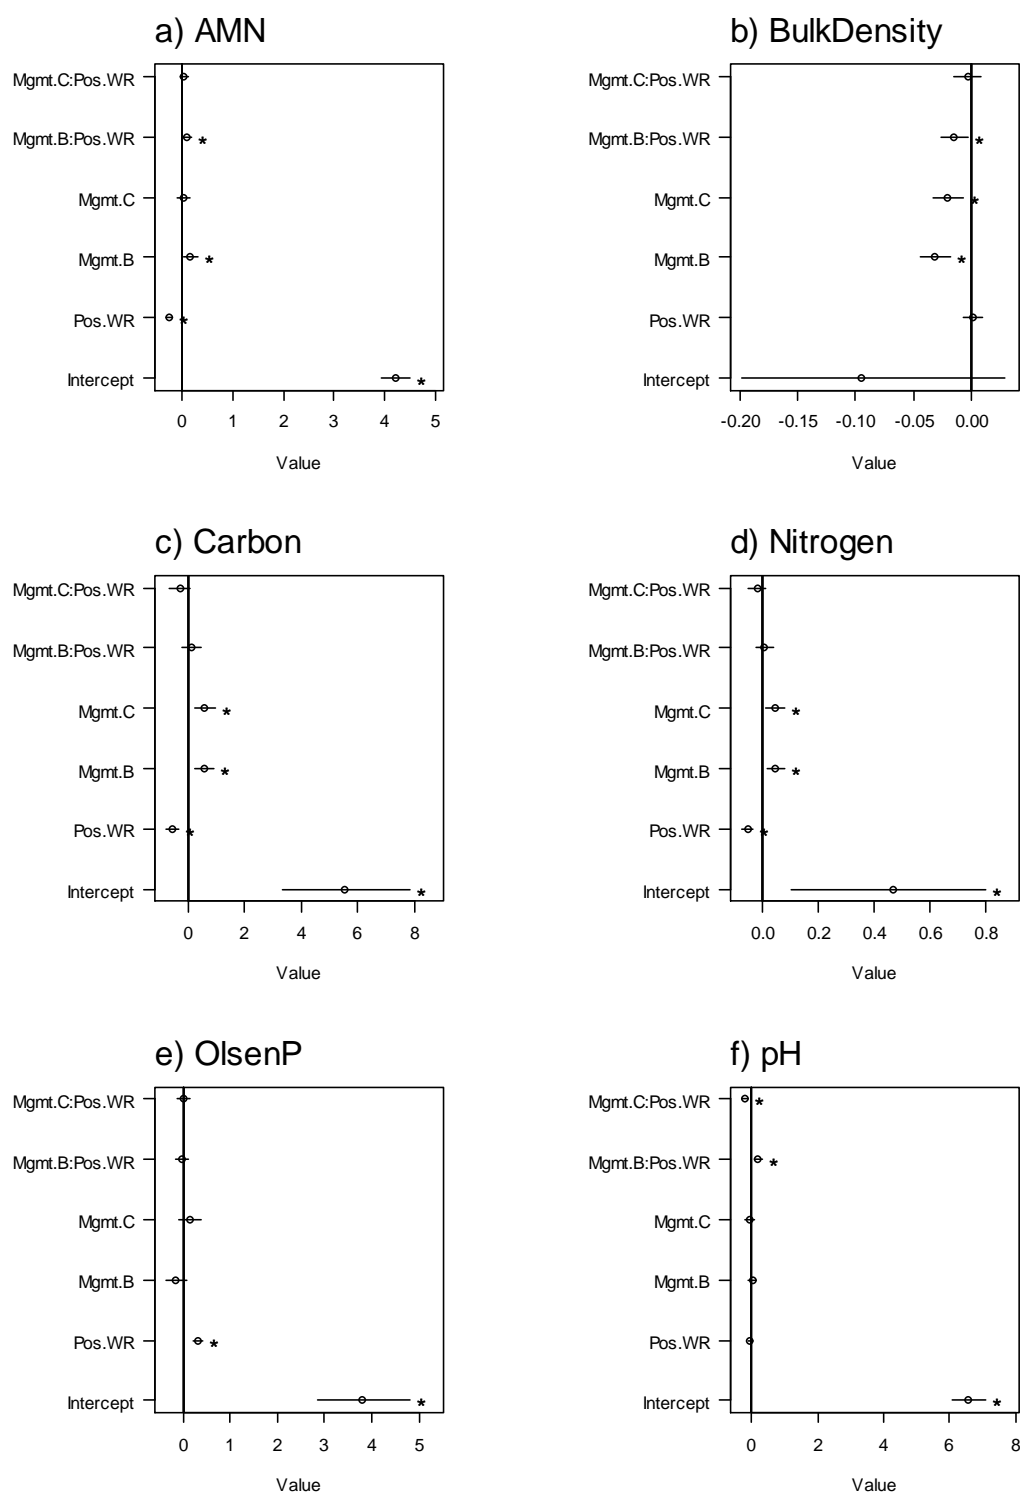 a) AMN
Mgmt.C:Pos.WR
Mgmt.B:Pos.WR *
Mgmt.C
Mgmt.B *
Pos.WR *
Intercept *
0 1 2 3 4 5
Value
b) BulkDensity
Mgmt.C:Pos.WR
Mgmt.B:Pos.WR *
Mgmt.C *
Mgmt.B *
Pos.WR
Intercept
-0.20 -0.15 -0.10 -0.05 0.00
Value
c) Carbon
Mgmt.C:Pos.WR
Mgmt.B:Pos.WR
Mgmt.C *
Mgmt.B *
Pos.WR *
Intercept *
0 2 4 6 8
Value
d) Nitrogen
Mgmt.C:Pos.WR
Mgmt.B:Pos.WR
Mgmt.C *
Mgmt.B *
Pos.WR *
Intercept *
0.0 0.2 0.4 0.6 0.8
Value
e) OlsenP
Mgmt.C:Pos.WR
Mgmt.B:Pos.WR
Mgmt.C
Mgmt.B
Pos.WR *
Intercept *
0 1 2 3 4 5
Value
f) pH
Mgmt.C:Pos.WR *
Mgmt.B:Pos.WR *
Mgmt.C
Mgmt.B
Pos.WR
Intercept *
0 2 4 6 8
Value